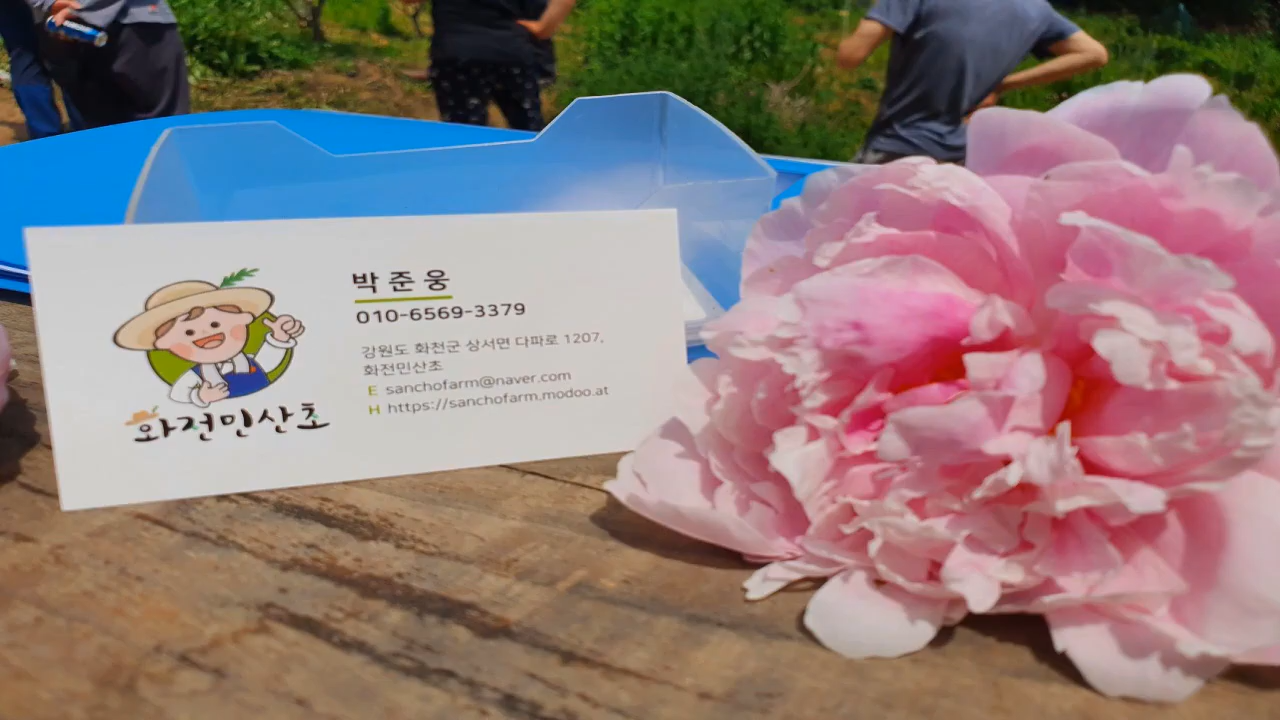 박준웅
010-6569-3379
강원도 화천군 상서면 다파로 1207,
화전민산초
E sanchofarm@naver.com
H https://sanchofarm.modoo.at
화전민산초